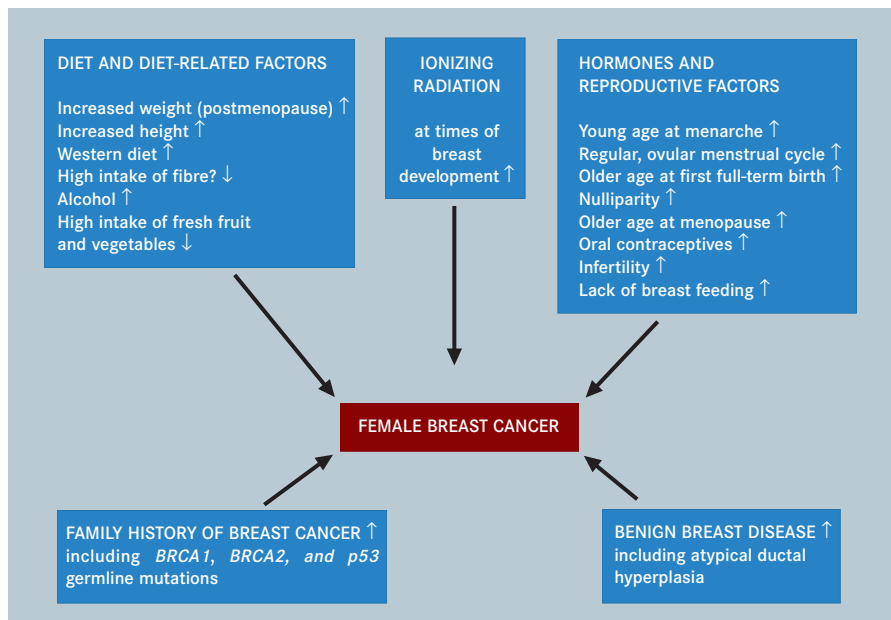 DIET AND DIET-RELATED FACTORS
Increased weight (postmenopause) ↑
Increased height ↑
Western diet ↑
High intake of fibre? ↓
Alcohol ↑
High intake of fresh fruit
and vegetables ↓
IONIZING
RADIATION
at times of
breast
development ↑
HORMONES AND
REPRODUCTIVE FACTORS
Young age at menarche ↑
Regular, ovular menstrual cycle ↑
Older age at first full-term birth ↑
Nulliparity ↑
Older age at menopause ↑
Oral contraceptives ↑
Infertility ↑
Lack of breast feeding ↑
FEMALE BREAST CANCER
FAMILY HISTORY OF BREAST CANCER ↑
including BRCA1, BRCA2, and p53
germline mutations
BENIGN BREAST DISEASE ↑
including atypical ductal
hyperplasia